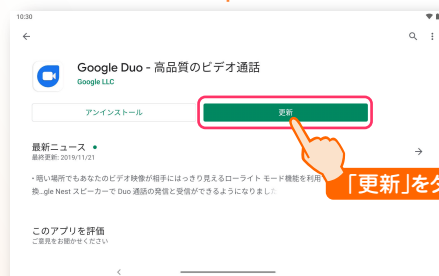 10:30
Google Duo - 高品質のビデオ通話
Google LLC
アンインストール
更新
最新ニュース •
最終更新: 2019/11/21
• 暗い場所でもあなたのビデオ映像が相手にはっきり見えるローライト モード機能を利用
換...gle Nest スピーカーで Duo 通話の発信と受信ができるようになりました
「更新」をタ
このアプリを評価
ご意見をお聞かせください